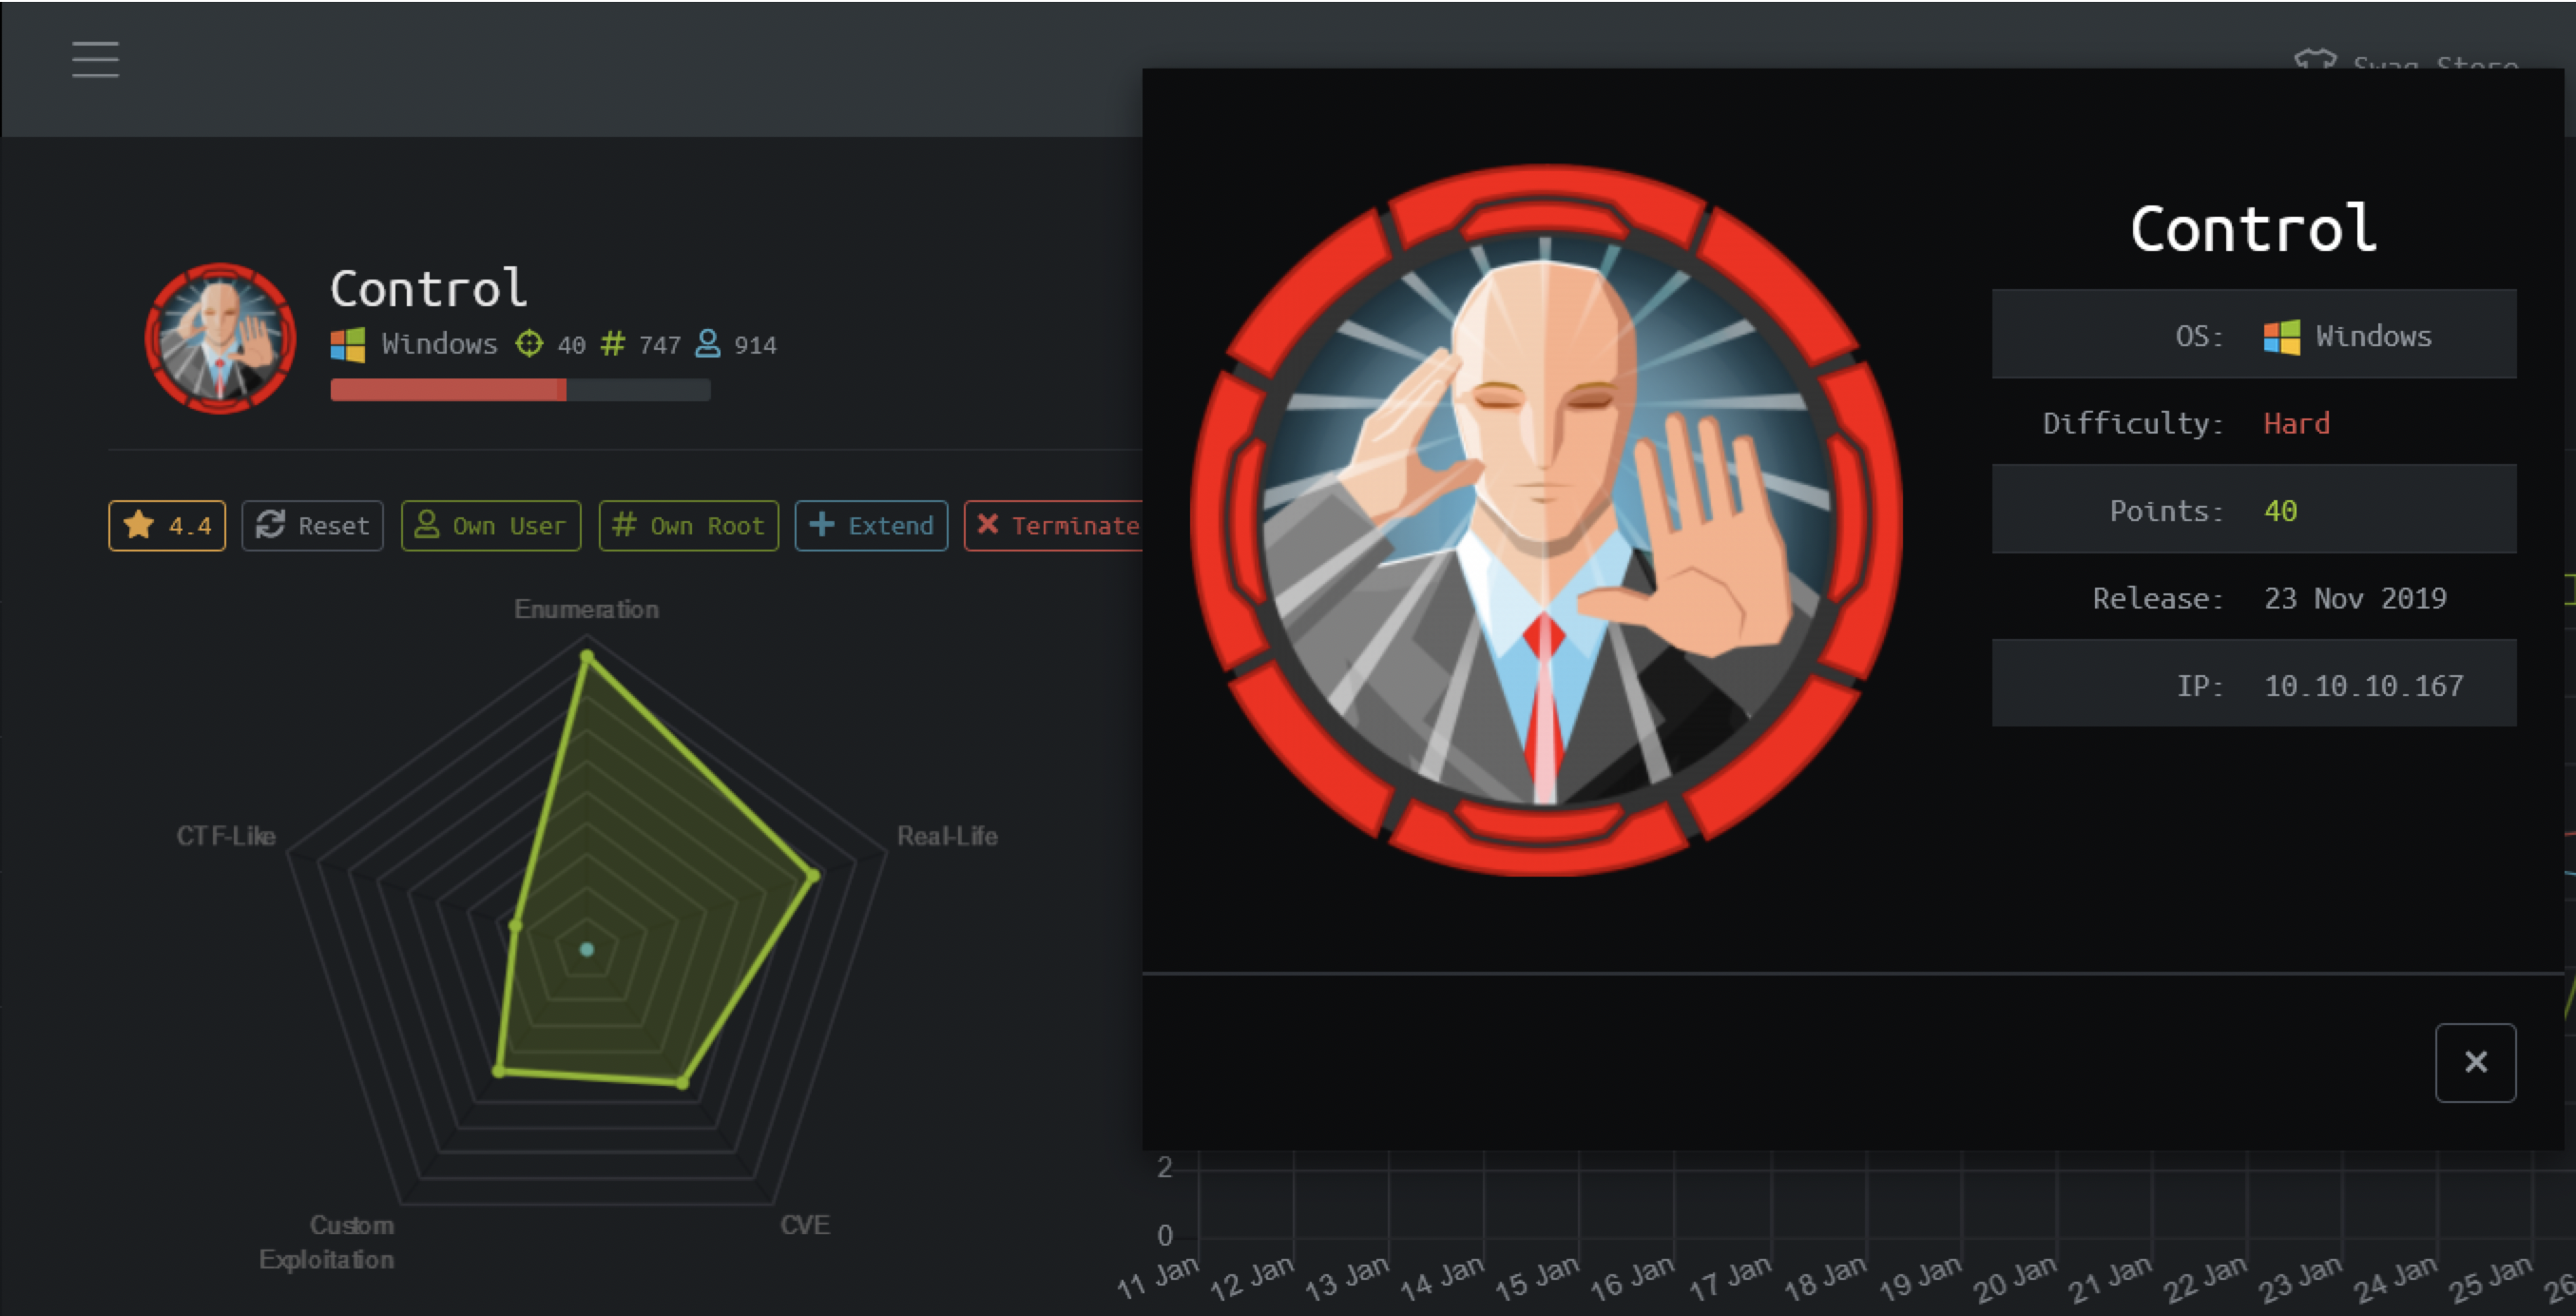 Swag Store
Control
Windows 40 # 747 914
4.4 Reset Own User # Own Root + Extend × Terminate
Enumeration
CTF-Like
Real-Life
Custom
Exploitation
CVE
Control
OS: Windows
Difficulty: Hard
Points: 40
Release: 23 Nov 2019
IP: 10.10.10.167
×
2
0
11 Jan 12 Jan 13 Jan 14 Jan 15 Jan 16 Jan 17 Jan 18 Jan 19 Jan 20 Jan 21 Jan 22 Jan 23 Jan 24 Jan 25 Jan